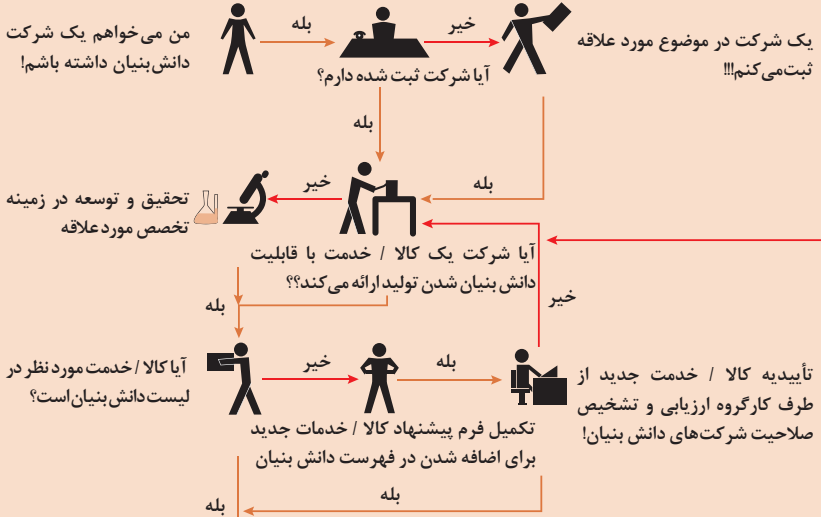 من می‌خواهم یک شرکت
دانش‌بنیان داشته باشم!
بله
آیا شرکت ثبت شده دارم؟
خیر
یک شرکت در موضوع مورد علاقه
ثبت‌می‌کنم!!!
بله
بله
خیر
تحقیق و توسعه در زمینه
تخصص مورد علاقه
آیا شرکت یک کالا / خدمت با قابلیت
دانش‌بنیان شدن تولید ارائه می‌کند؟؟
بله
خیر
آیا کالا / خدمت مورد نظر در
لیست دانش‌بنیان است؟
خیر
تکمیل فرم پیشنهاد کالا / خدمات جدید
برای اضافه شدن در فهرست دانش بنیان
بله
تأییدیه کالا / خدمت جدید از
طرف کارگروه ارزیابی و تشخیص
صلاحیت شرکت‌های دانش بنیان!
بله
بله